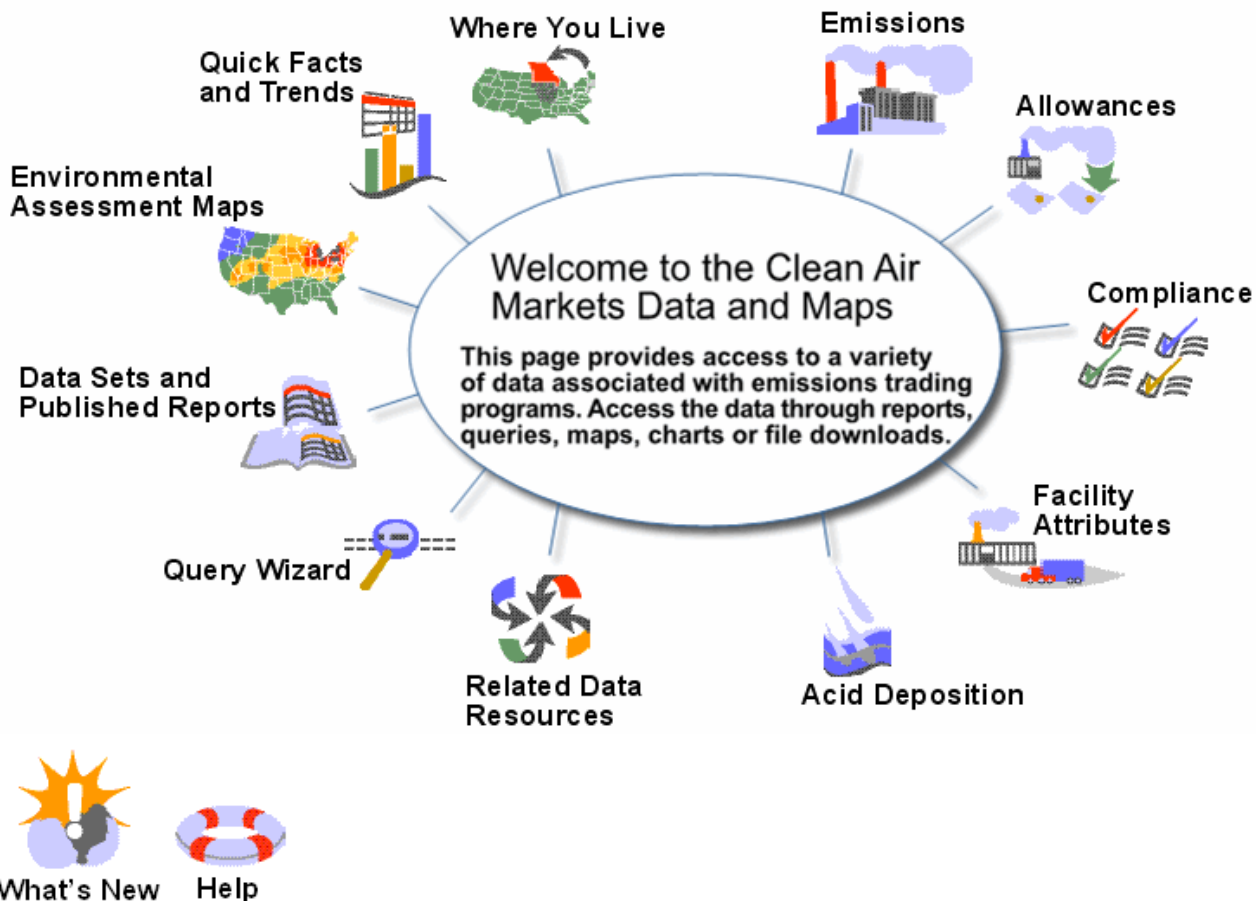 Where You Live
Emissions
Quick Facts
and Trends
Allowances
Environmental
Assessment Maps
Welcome to the Clean Air
Markets Data and Maps
This page provides access to a variety
of data associated with emissions trading
programs. Access the data through reports,
queries, maps, charts or file downloads.
Compliance
Data Sets and
Published Reports
Facility
Attributes
Query Wizard
Related Data
Resources
Acid Deposition
What's New
Help